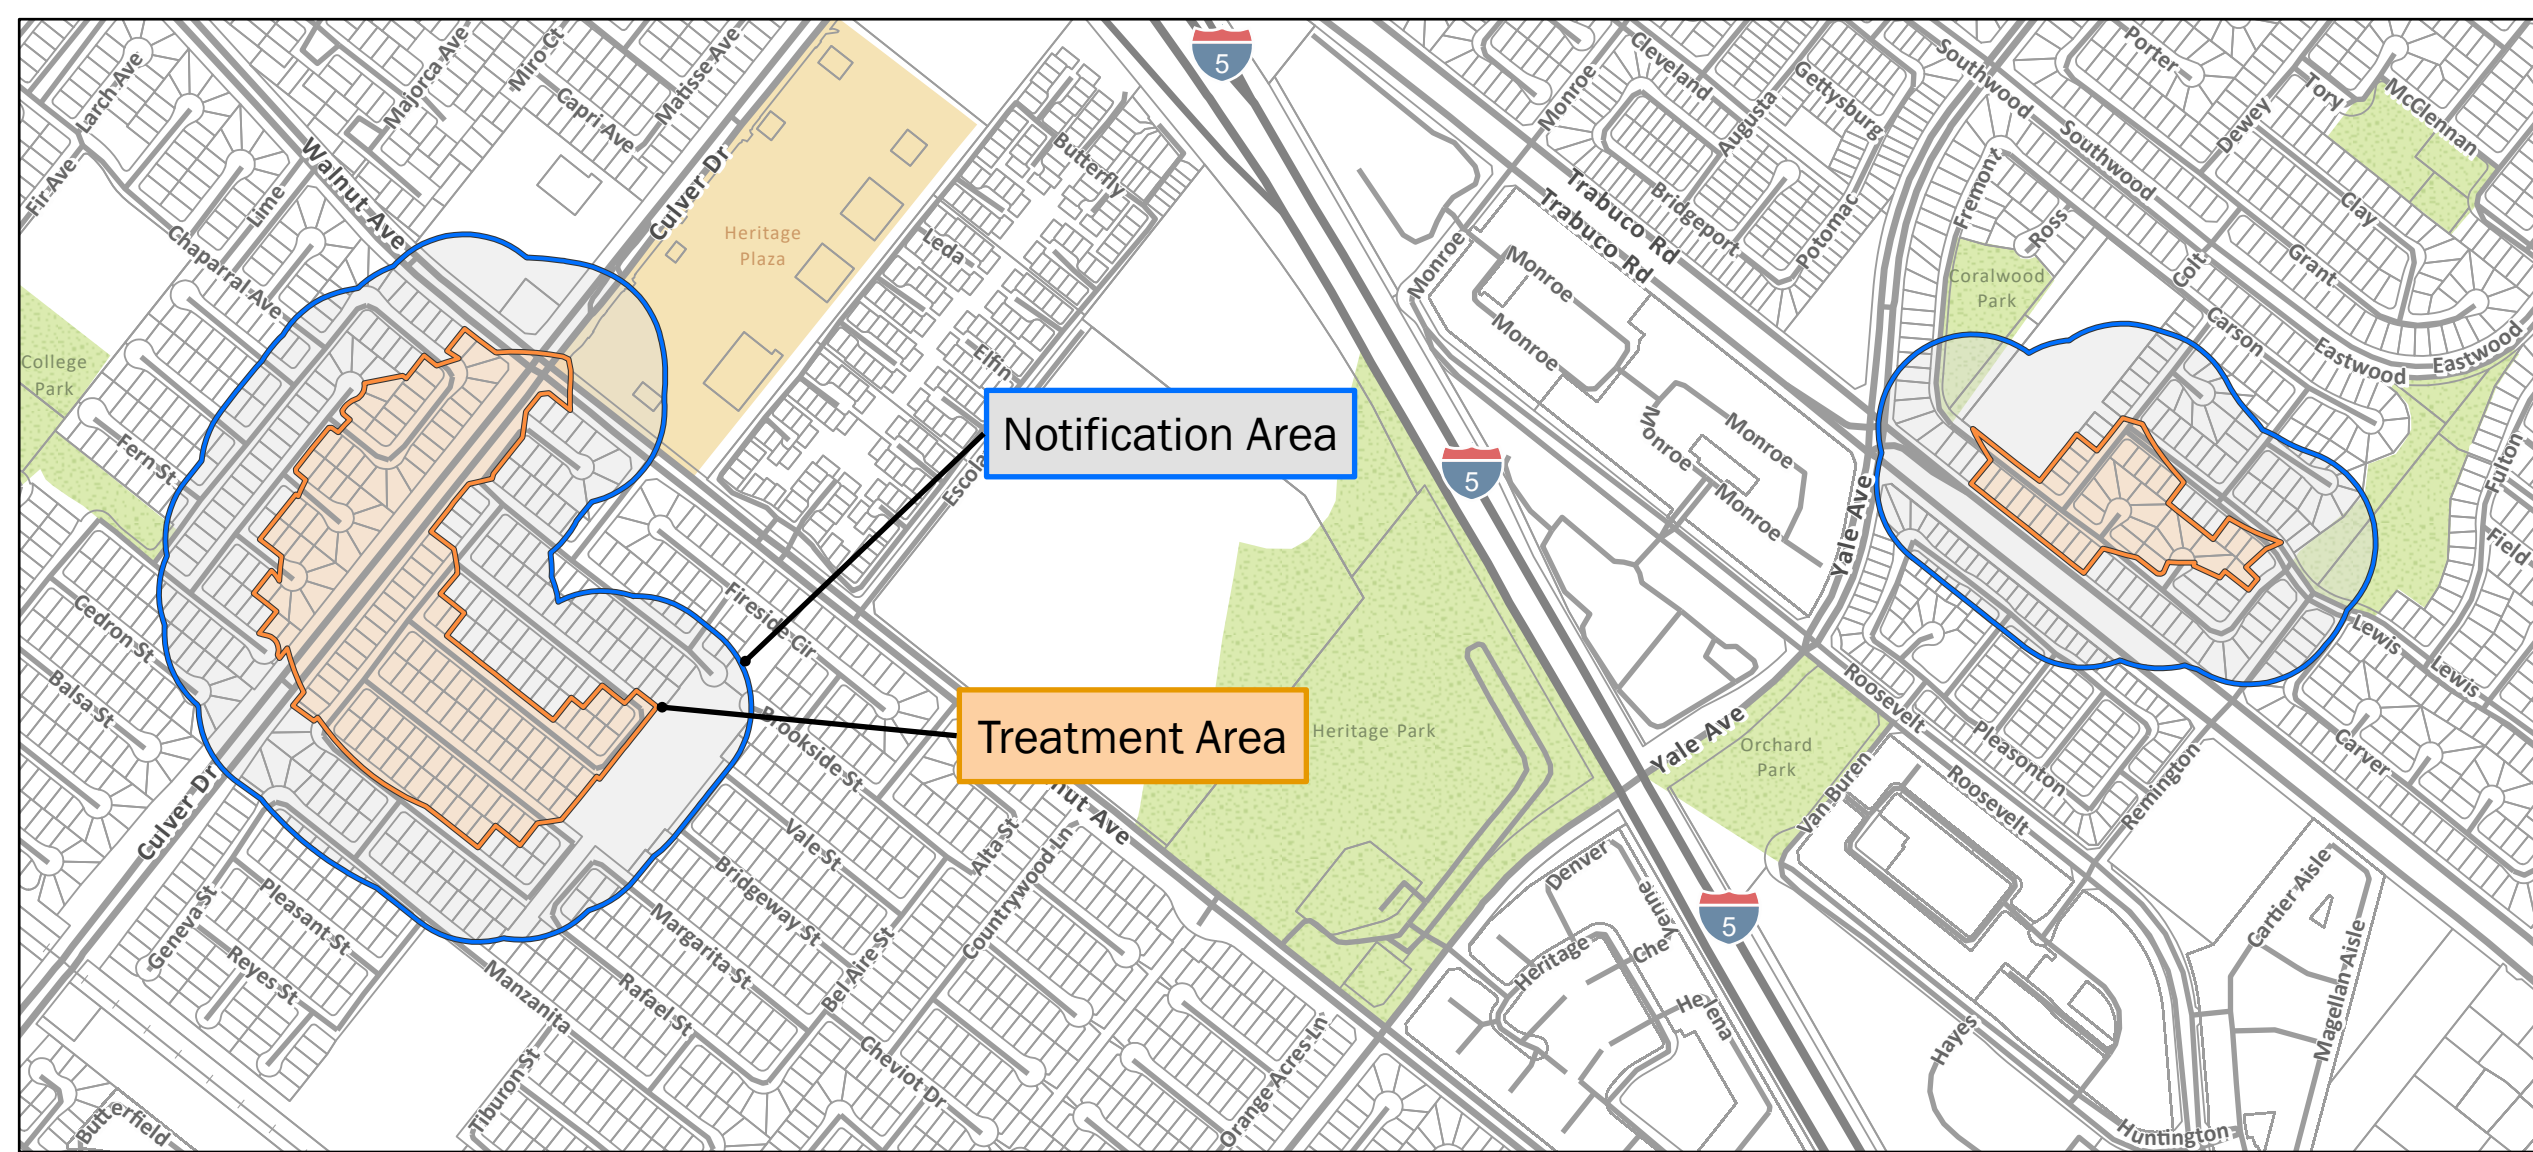 Larch Ave
Majorca Ave
Miro Ct
Capri Ave
Matisse Ave
Fir Ave
Lime
Walnut Ave
Chaparral Ave
Culver Dr
Heritage
Plaza
Butterfly
Leda
Elfin
Escola
College
Park
Fern St
Cedron St
Balsa St
Culver Dr
Fireside Cir
Brookside St
Vale St
Bridgeway St
Margarita St
Rafael St
Manzanita
Bel Aire St
Alta St
Countrywood Ln
nut Ave
Geneva St
Pleasant St
Reyes St
Tiburon St
Butterfield
Cheviot Dr
Orange Acres Ln
Notification Area
Treatment Area
Heritage Park
5
5
5
Monroe
Cleveland
Augusta
Gettysburg
Bridgeport
Potomac
Trabuco Rd
Trabuco Rd
Monroe
Monroe
Monroe
Monroe
Monroe
Monroe
Yale Ave
Yale Ave
Orchard
Park
Van Buren
Roosevelt
Roosevelt
Pleasonton
Remington
Denver
Cheyenne
Heritage
Helena
Hayes
Huntington
Cartier Aisle
Magellan Aisle
Southwood
Southwood
Porter
Tory
McClennan
Dewey
Clay
Grant
Colt
Fremont
Ross
Coralwood
Park
Carson
Eastwood
Eastwood
Fulton
Field
Lewis
Lewis
Carver